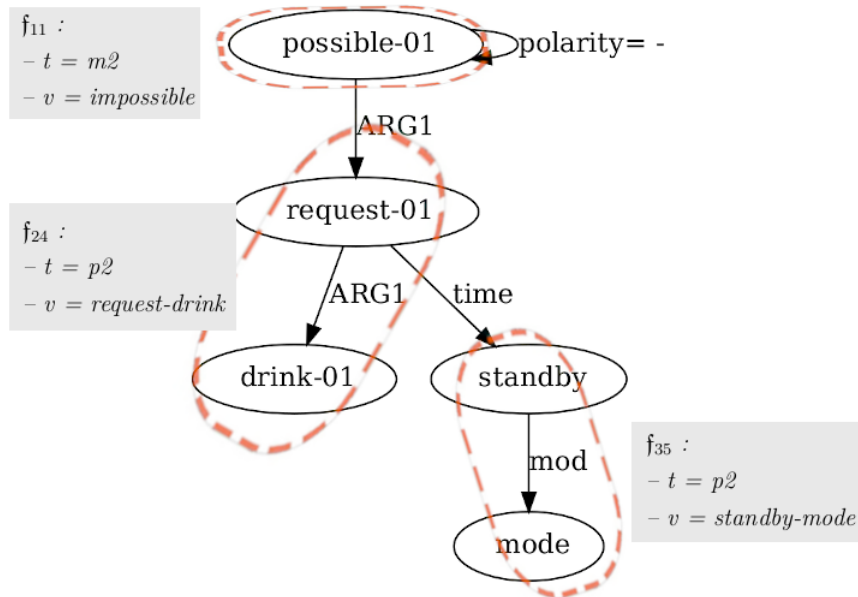 𝔣11 :
– t = m2
– v = impossible
possible-01
polarity= -
ARG1
request-01
𝔣24 :
– t = p2
– v = request-drink
ARG1
time
drink-01
standby
mod
𝔣35 :
– t = p2
– v = standby-mode
mode